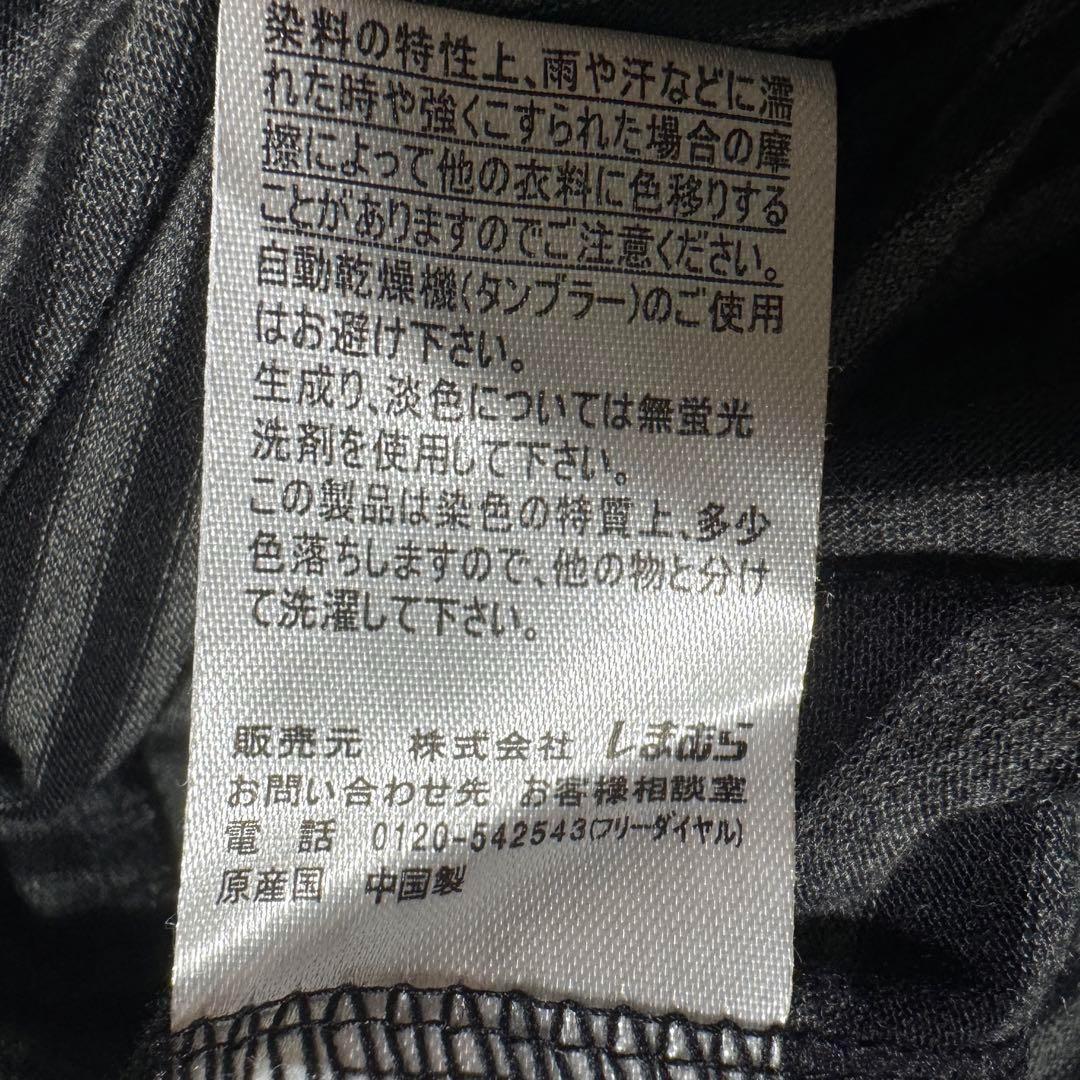 染料の特性上、雨や汗などに濡
れた時や強くこすられた場合の摩
擦によって他の衣料に色移りする
ことがありますのでご注意ください。
自動乾燥機(タンブラー)のご使用
はお避け下さい。
生成り、淡色については無蛍光
洗剤を使用して下さい。
この製品は染色の特質上、多少
色落ちしますので、他の物と分け
て洗濯して下さい。
販売元 株式会社 しまむら
お問い合わせ先 お客様相談室
電 話 0120-542543(フリーダイヤル)
原産国 中国製